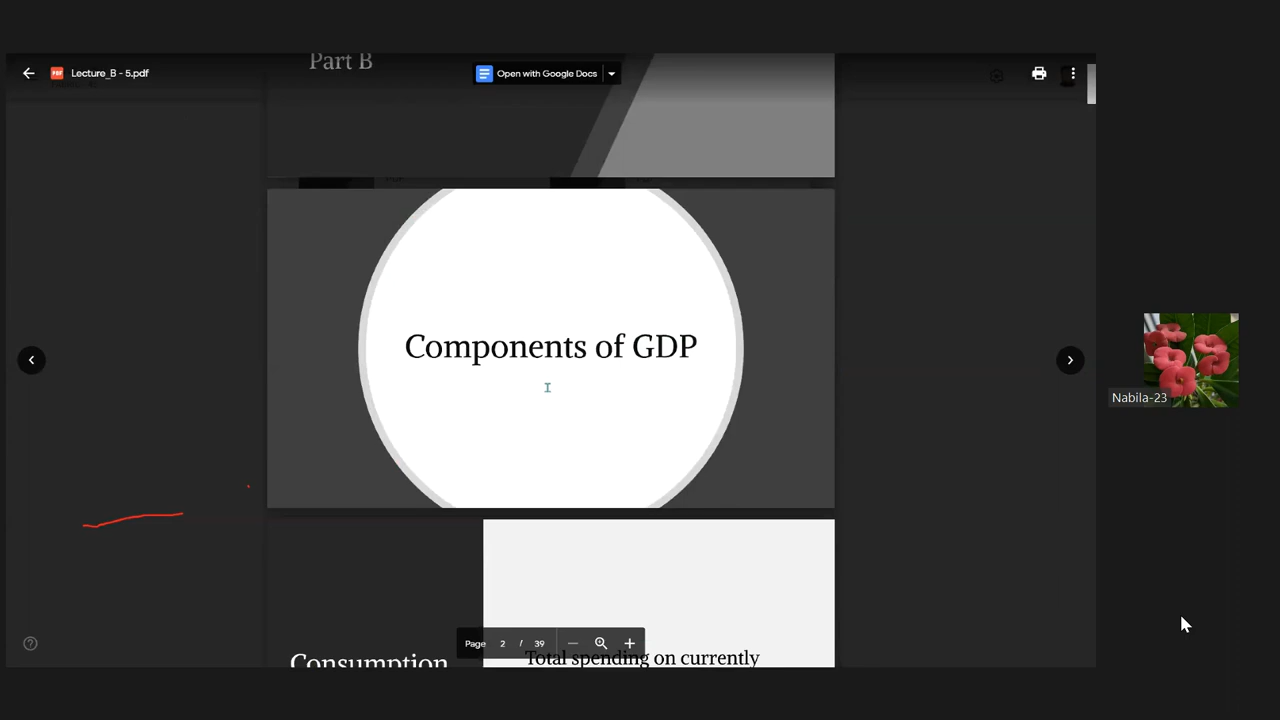 Part B
Lecture_B - 5.pdf
Open with Google Docs
Components of GDP
Nabila-23
Page 2 / 39
Consumption
Total spending on currently